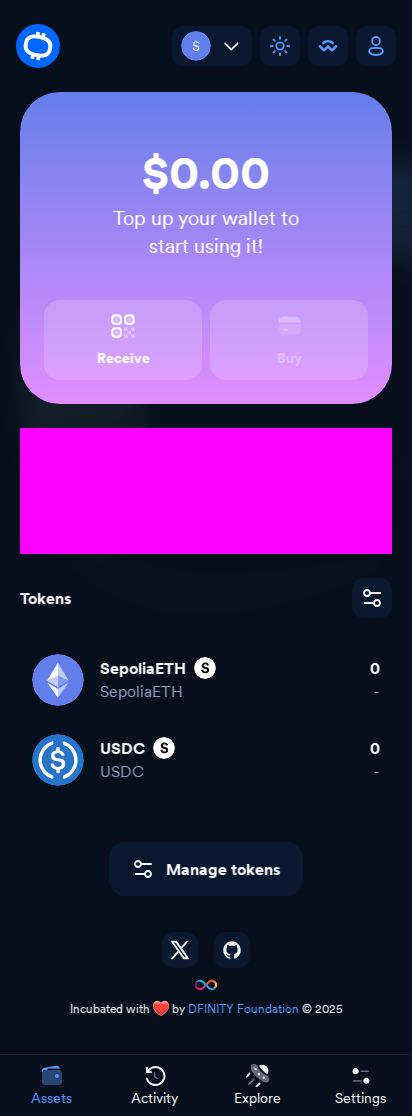 S
$0.00
Top up your wallet to
start using it!
Receive
Buy
Tokens
SepoliaETH S
0
SepoliaETH
-
USDC S
0
USDC
-
Manage tokens
Incubated with ❤️ by DFINITY Foundation © 2025
Assets
Activity
Explore
Settings